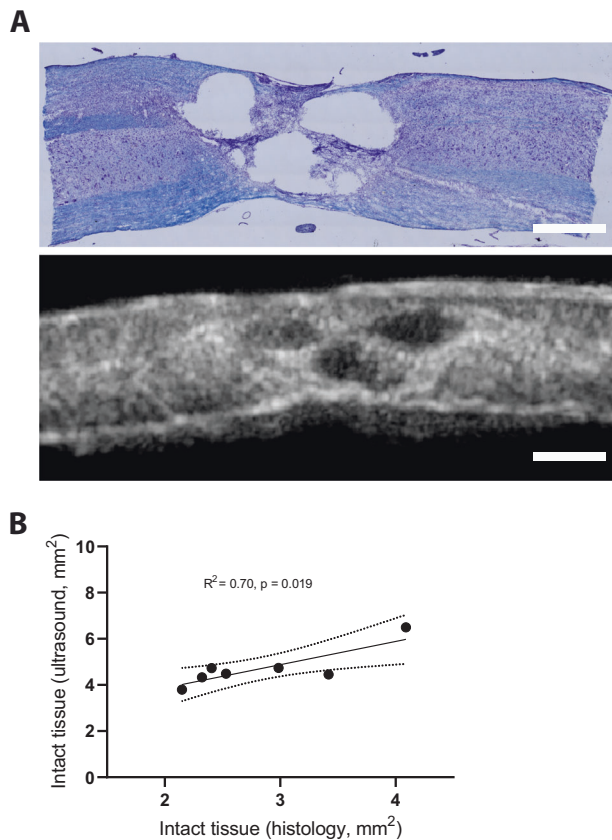 A
B
R² = 0.70, p = 0.019
Intact tissue (ultrasound, mm²)
10
8
6
4
2
0
2
3
4
Intact tissue (histology, mm²)